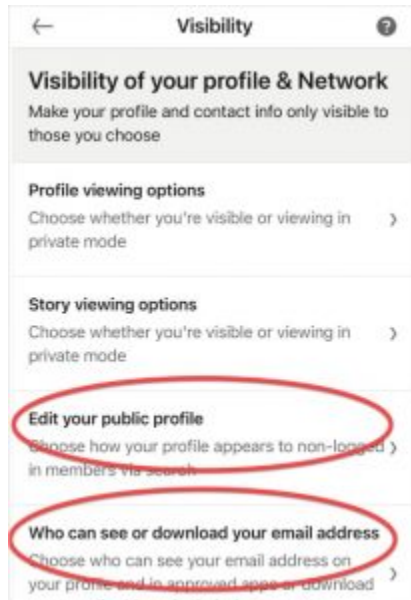 Visibility
Visibility of your profile & Network
Make your profile and contact info only visible to
those you choose
Profile viewing options
Choose whether you're visible or viewing in
private mode
Story viewing options
Choose whether you're visible or viewing in
private mode
Edit your public profile
Choose how your profile appears to non-logged
in members via search
Who can see or download your email address
Choose who can see your email address on
your profile and in approved apps or download